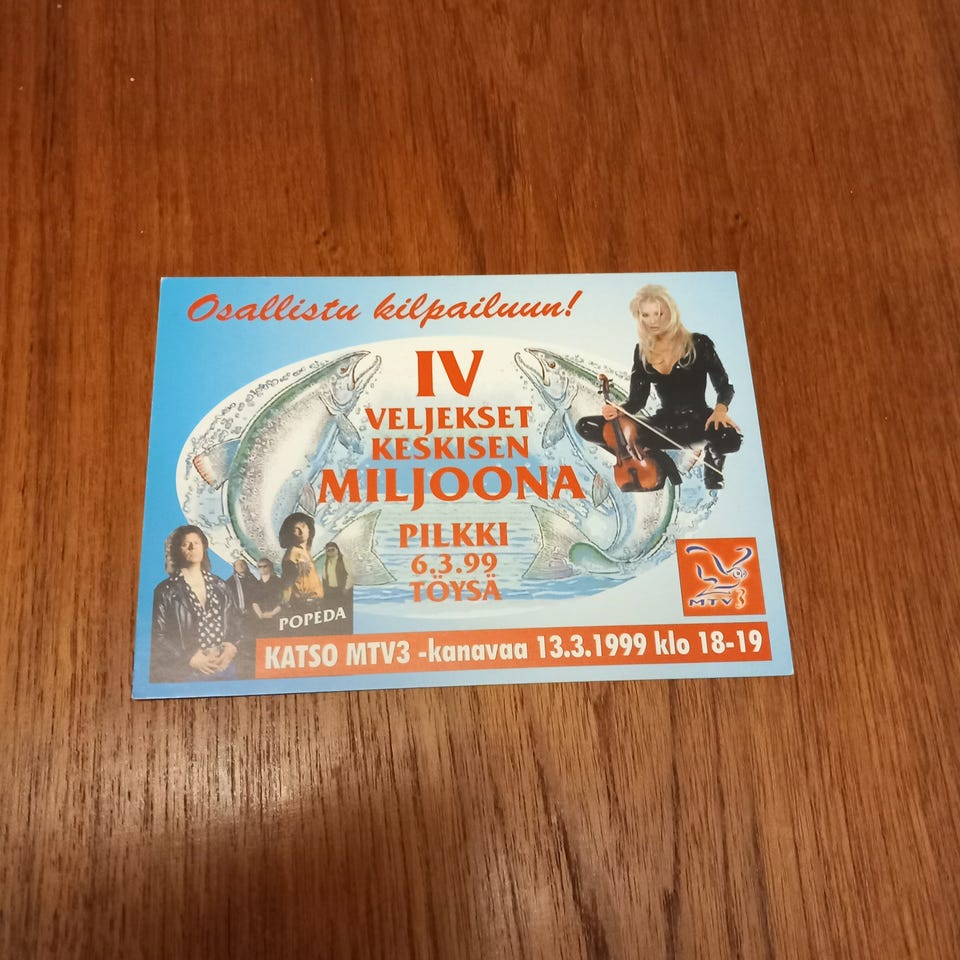 Osallistu kilpailuun!
IV
VELJEKSET
KESKISEN
MILJOONA
PILKKI
6.3.99
TÖYSÄ
POPEDA
MTV3
KATSO MTV3 -kanavaa 13.3.1999 klo 18-19